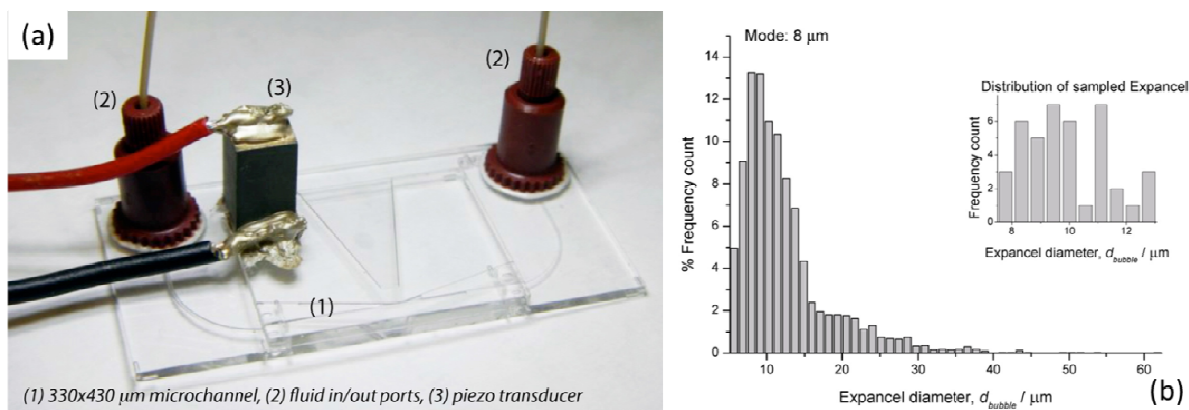 (a)
(2)
(3)
(2)
(1)
(1) 330x430 μm microchannel, (2) fluid in/out ports, (3) piezo transducer
Mode: 8 μm
% Frequency count
14
12
10
8
6
4
2
0
10 20 30 40 50 60
Expancel diameter, d_bubble / μm
Distribution of sampled Expancel
Frequency count
6
4
2
0
8 10 12
Expancel diameter, d_bubble / μm
(b)